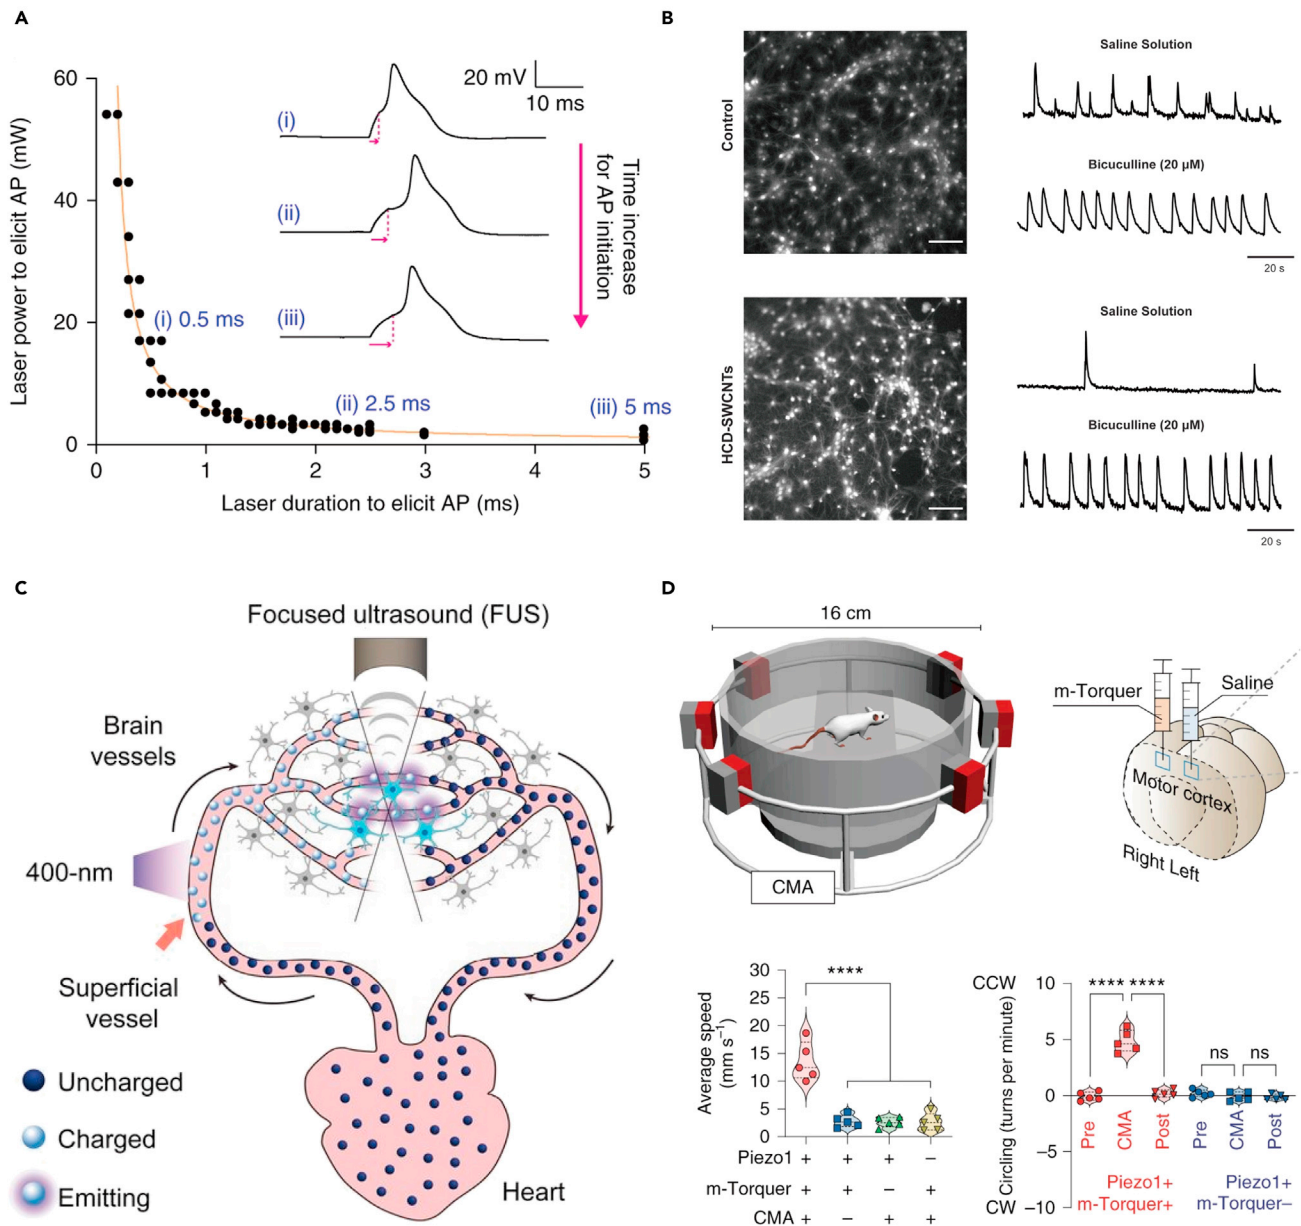 A
60
40
20
0
0
1
2
3
4
5
Laser power to elicit AP (mW)
Laser duration to elicit AP (ms)
20 mV
10 ms
(i)
(ii)
(iii)
Time increase
for AP initiation
(i) 0.5 ms
(ii) 2.5 ms
(iii) 5 ms
B
Control
Saline Solution
Bicuculline (20 μM)
20 s
HCD-SWCNTs
Saline Solution
Bicuculline (20 μM)
20 s
C
Focused ultrasound (FUS)
Brain
vessels
400-nm
Superficial
vessel
Uncharged
Charged
Emitting
Heart
D
16 cm
CMA
m-Torquer
Saline
Motor cortex
Right Left
Average speed
(mm s⁻¹)
30
25
20
15
10
5
0
****
Piezo1 + + + −
m-Torquer + + − +
CMA + − + +
CCW
CW
Circling (turns per minute)
10
5
0
−5
−10
**** ****
ns ns
Pre
CMA
Post
Pre
CMA
Post
Piezo1+
m-Torquer+
Piezo1+
m-Torquer−